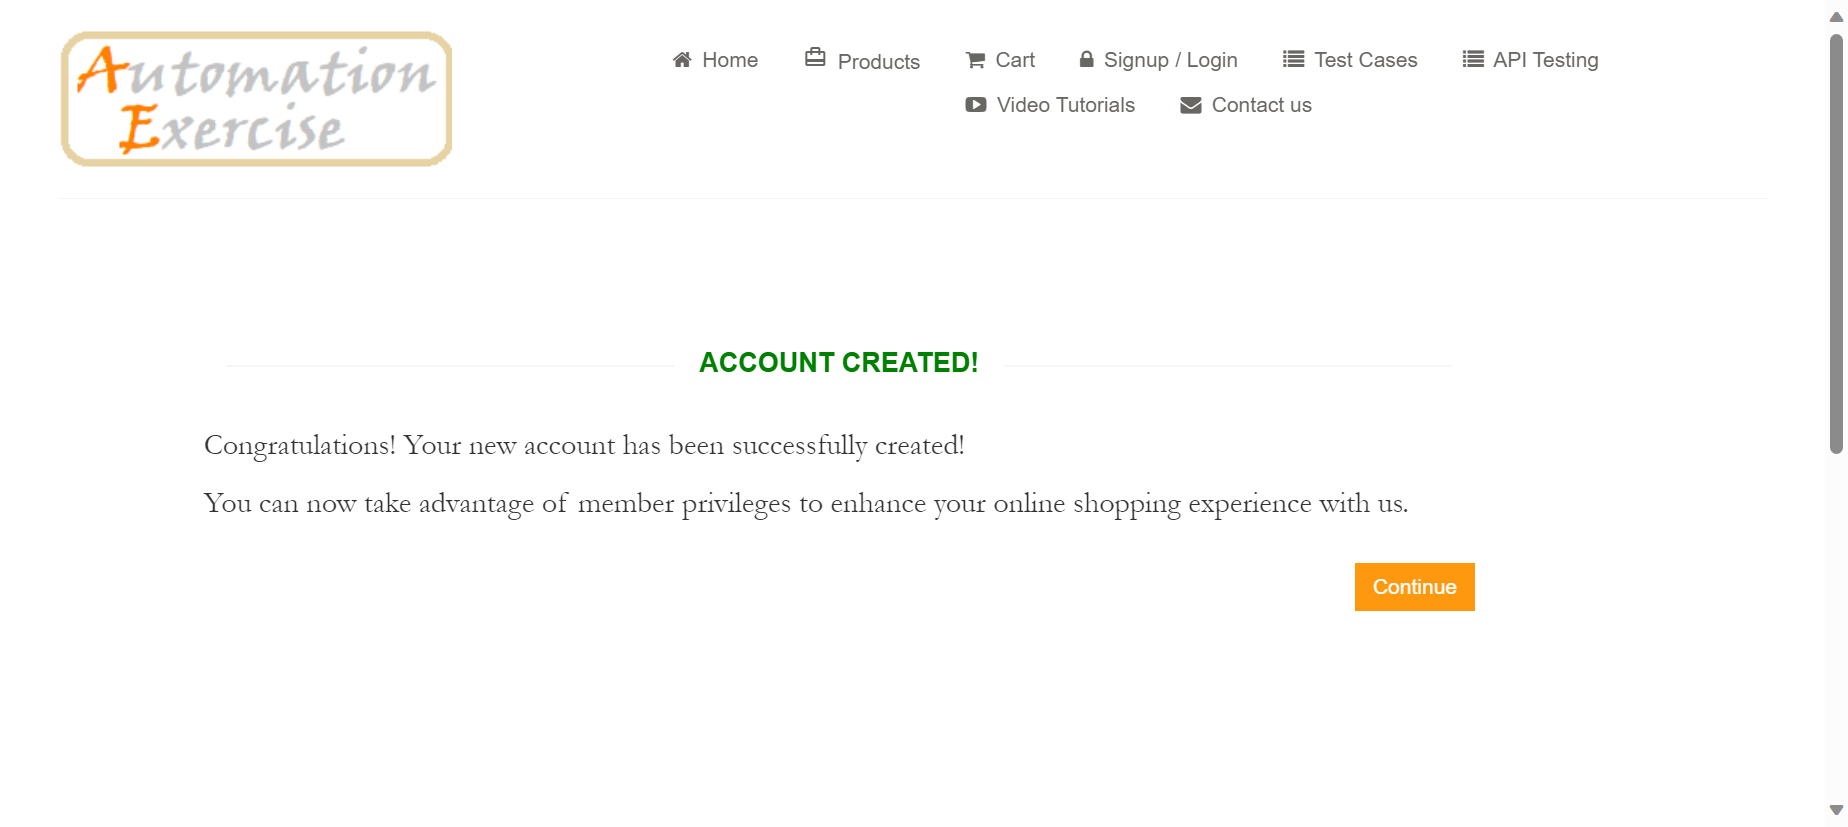 Automation
Exercise
Home
Products
Cart
Signup / Login
Test Cases
API Testing
Video Tutorials
Contact us
ACCOUNT CREATED!
Congratulations! Your new account has been successfully created!
You can now take advantage of member privileges to enhance your online shopping experience with us.
Continue